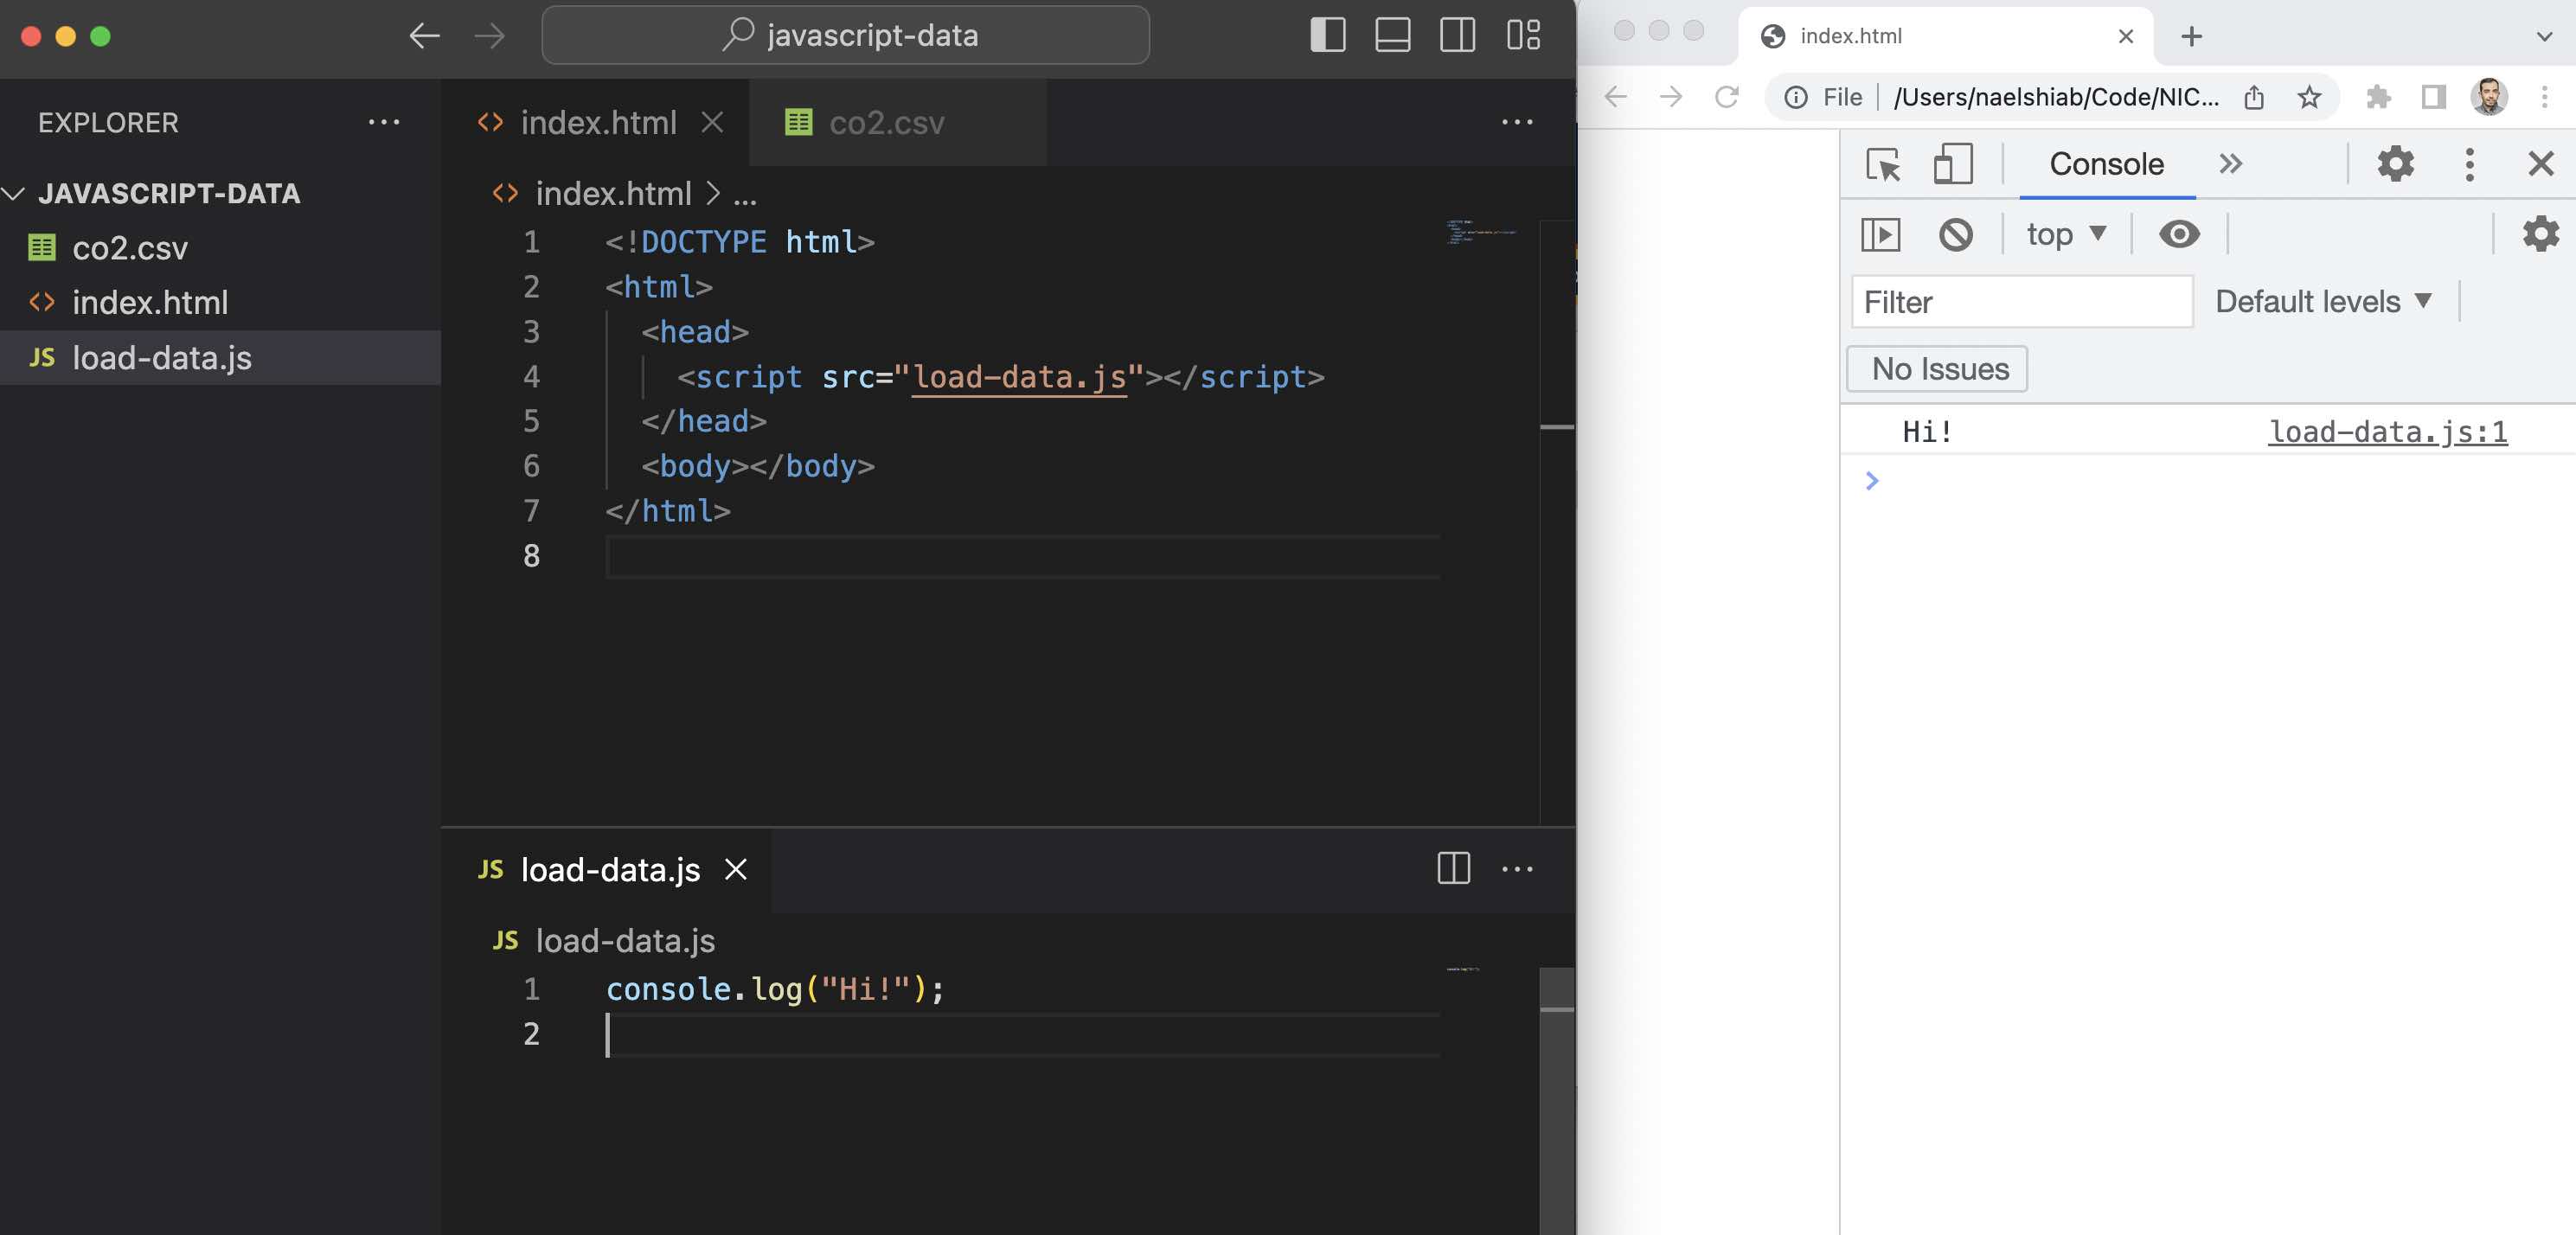 javascript-data
EXPLORER
JAVASCRIPT-DATA
co2.csv
index.html
JS load-data.js
index.html
co2.csv
index.html > ...
1 <!DOCTYPE html>
2 <html>
3 <head>
4 <script src="load-data.js"></script>
5 </head>
6 <body></body>
7 </html>
8
JS load-data.js
JS load-data.js
1 console.log("Hi!");
2
index.html
File | /Users/naelshiab/Code/NIC...
Console
top
Filter
Default levels
No Issues
Hi! load-data.js:1
>